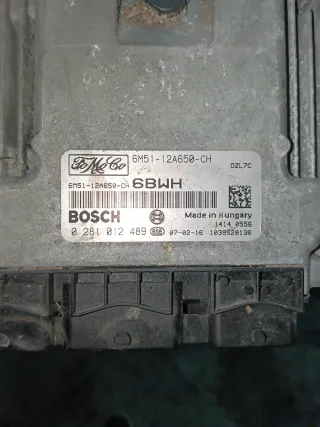 FoMoCo 6M51-12A650-CH
DZL7C
6M51-12A650-CH 6BWH
BOSCH Made in Hungary
1414 0556
0 281 012 489 07-02-16 1039S20138